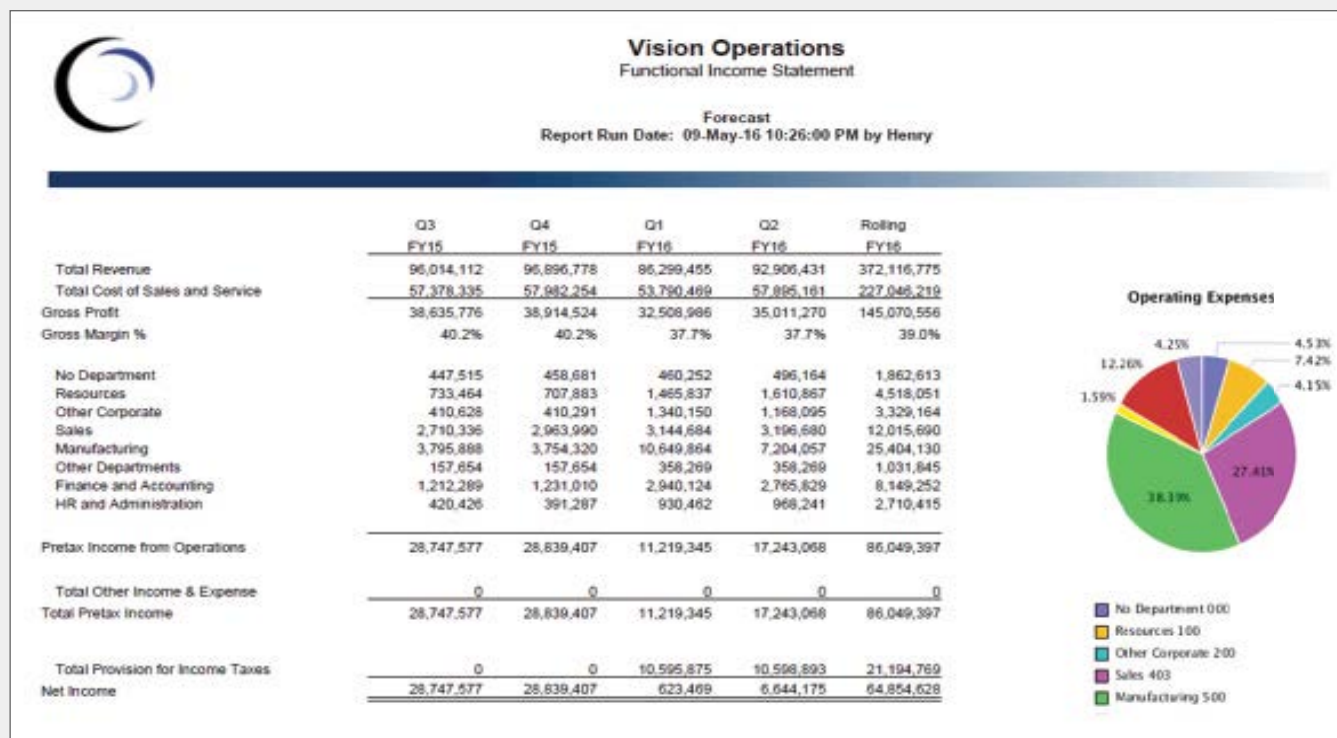 Vision Operations
Functional Income Statement
Forecast
Report Run Date: 09-May-16 10:26:00 PM by Henry
Q3 Q4 Q1 Q2 Rolling
FY15 FY15 FY16 FY16 FY16
Total Revenue 96,014,112 96,896,778 86,299,455 92,906,431 372,116,775
Total Cost of Sales and Service 57,378,335 57,982,254 53,790,469 57,895,161 227,046,219
Gross Profit 38,635,776 38,914,524 32,508,986 35,011,270 145,070,556
Gross Margin % 40.2% 40.2% 37.7% 37.7% 39.0%
No Department 447,515 458,681 460,252 496,164 1,862,613
Resources 733,464 707,883 1,465,837 1,610,867 4,518,051
Other Corporate 410,628 410,291 1,340,150 1,168,095 3,329,164
Sales 2,710,336 2,963,990 3,144,684 3,196,680 12,015,690
Manufacturing 3,795,888 3,754,320 10,649,864 7,204,057 25,404,130
Other Departments 157,654 157,654 358,269 358,269 1,031,845
Finance and Accounting 1,212,289 1,231,010 2,940,124 2,765,829 8,149,252
HR and Administration 420,426 391,287 930,462 968,241 2,710,415
Pretax Income from Operations 28,747,577 28,839,407 11,219,345 17,243,068 86,049,397
Total Other Income & Expense 0 0 0 0 0
Total Pretax Income 28,747,577 28,839,407 11,219,345 17,243,068 86,049,397
Total Provision for Income Taxes 0 0 10,595,875 10,598,893 21,194,769
Net Income 28,747,577 28,839,407 623,469 6,644,175 64,854,628
Operating Expenses
4.25% 4.53%
12.26% 7.42%
1.59% 4.15%
27.41%
38.39%
No Department 000
Resources 100
Other Corporate 200
Sales 403
Manufacturing 500